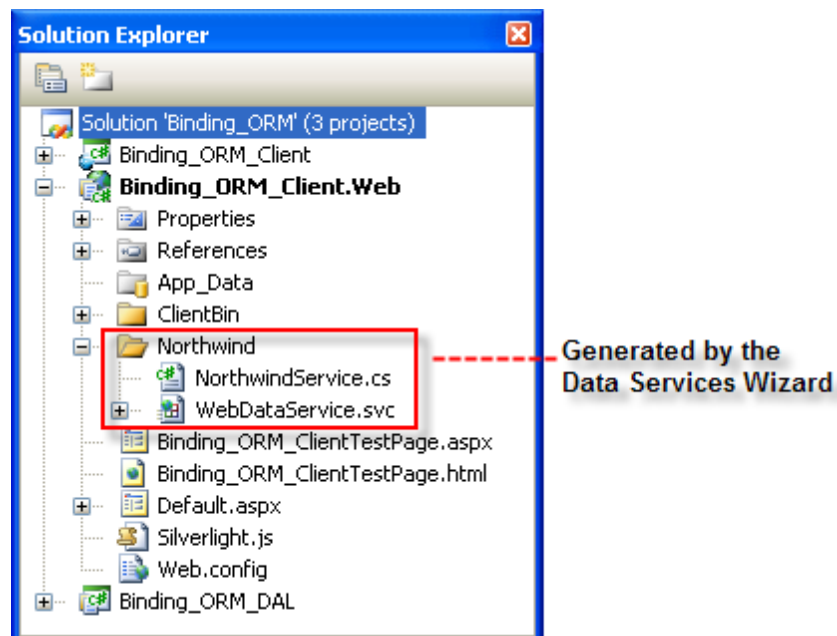 Solution Explorer
Solution 'Binding_ORM' (3 projects)
Binding_ORM_Client
Binding_ORM_Client.Web
Properties
References
App_Data
ClientBin
Northwind
NorthwindService.cs
WebDataService.svc
Generated by the
Data Services Wizard
Binding_ORM_ClientTestPage.aspx
Binding_ORM_ClientTestPage.html
Default.aspx
Silverlight.js
Web.config
Binding_ORM_DAL